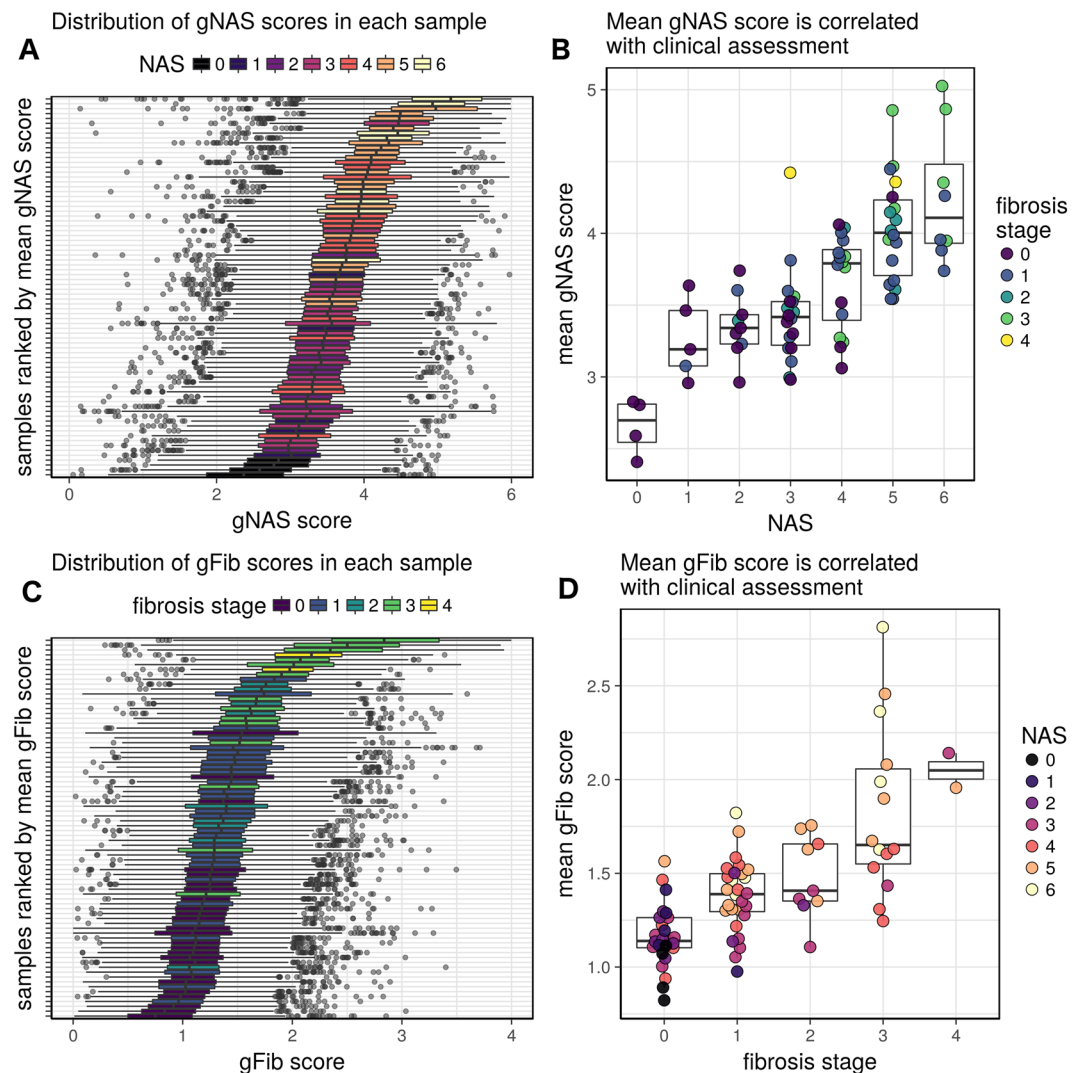 Distribution of gNAS scores in each sample
A
NAS 0 1 2 3 4 5 6
samples ranked by mean gNAS score
0 2 4 6
gNAS score
Mean gNAS score is correlated
with clinical assessment
B
mean gNAS score
5
4
3
0 1 2 3 4 5 6
NAS
fibrosis
stage
0
1
2
3
4
Distribution of gFib scores in each sample
C
fibrosis stage 0 1 2 3 4
samples ranked by mean gFib score
0 1 2 3 4
gFib score
Mean gFib score is correlated
with clinical assessment
D
mean gFib score
2.5
2.0
1.5
1.0
0 1 2 3 4
fibrosis stage
NAS
0
1
2
3
4
5
6